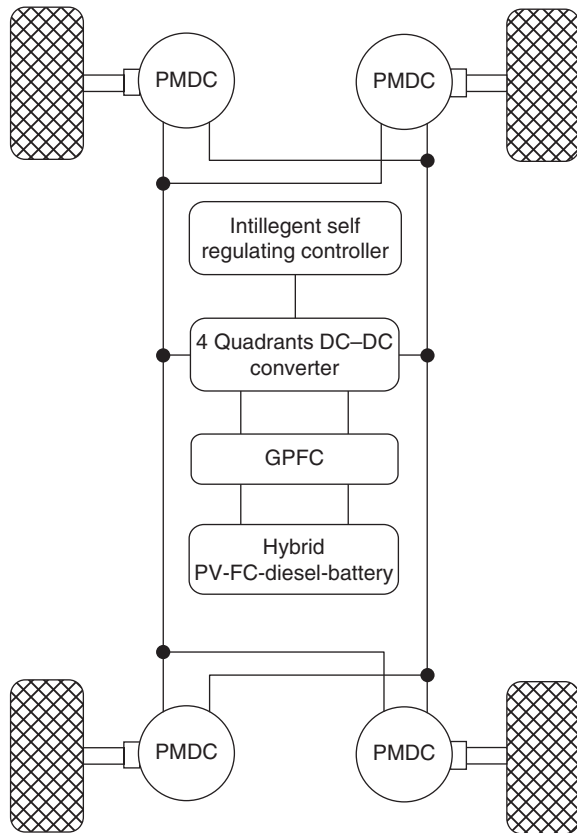 PMDC
PMDC
Intillegent self
regulating controller
4 Quadrants DC–DC
converter
GPFC
Hybrid
PV-FC-diesel-battery
PMDC
PMDC